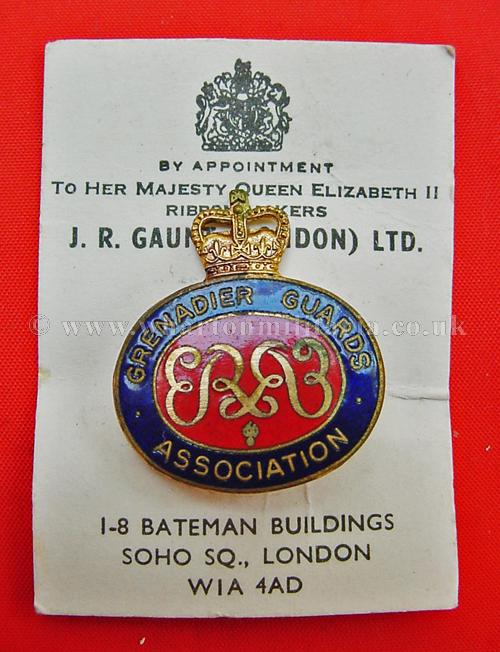 BY APPOINTMENT
TO HER MAJESTY QUEEN ELIZABETH II
J. R. LTD.
GRENADIER GUARDS
ASSOCIATION
1-8 BATEMAN BUILDINGS
SOHO SQ., LONDON
W1A 4AD